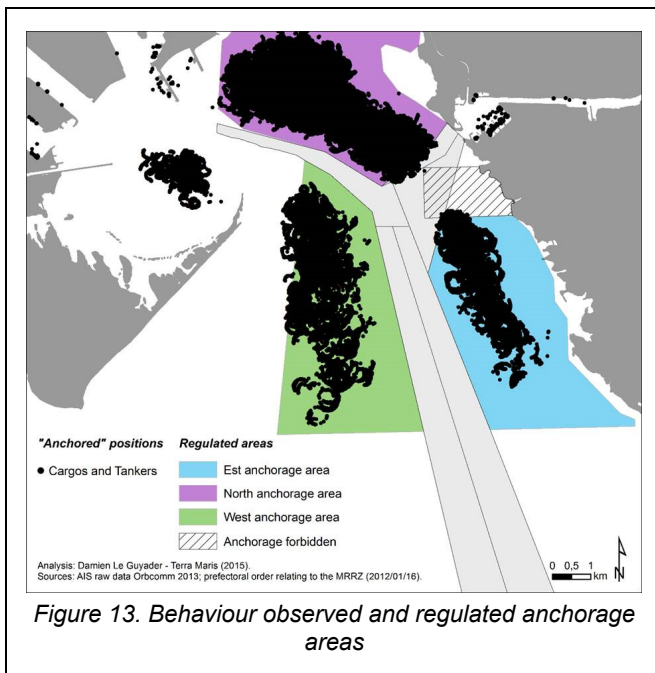 "Anchored" positions
Cargos and Tankers
Regulated areas
Est anchorage area
North anchorage area
West anchorage area
Anchorage forbidden
Analysis: Damien Le Guyader - Terra Maris (2015).
Sources: AIS raw data Orbcomm 2013; prefectoral order relating to the MRRZ (2012/01/16).
0 0,5 1
km
N
Figure 13. Behaviour observed and regulated anchorage
areas